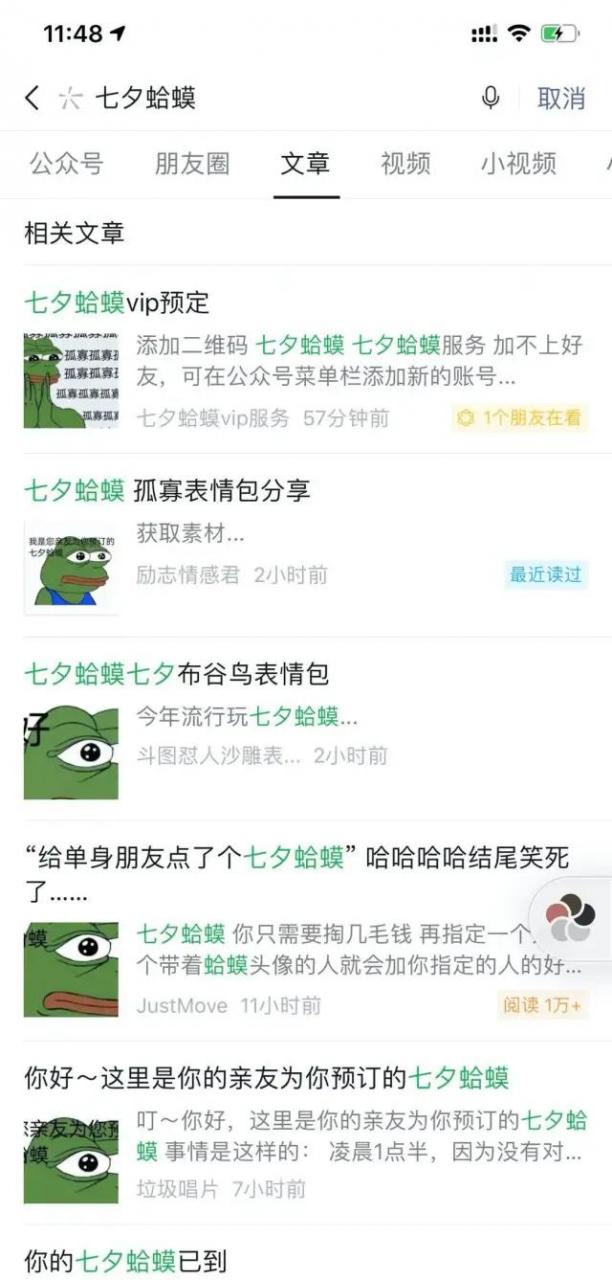 11:48
七夕蛤蟆
取消
公众号 朋友圈 文章 视频 小视频
相关文章
七夕蛤蟆vip预定
孤寡孤寡孤
孤寡孤寡孤
孤寡孤寡孤
孤寡孤
添加二维码 七夕蛤蟆 七夕蛤蟆服务 加不上好
友，可在公众号菜单栏添加新的账号...
七夕蛤蟆vip服务 57分钟前
1个朋友在看
七夕蛤蟆 孤寡表情包分享
我是您亲友为你预订的
七夕蛤蟆
获取素材...
励志情感君 2小时前
最近读过
七夕蛤蟆七夕布谷鸟表情包
好
今年流行玩七夕蛤蟆...
斗图怼人沙雕表... 2小时前
“给单身朋友点了个七夕蛤蟆” 哈哈哈哈结尾笑死
了......
蟆
七夕蛤蟆 你只需要掏几毛钱 再指定一个
个带着蛤蟆头像的人就会加你指定的人的好...
JustMove 11小时前
阅读 1万+
你好～这里是你的亲友为你预订的七夕蛤蟆
您亲友为您预
蟆
叮～你好，这里是你的亲友为你预订的七夕蛤
蟆 事情是这样的： 凌晨1点半，因为没有对...
垃圾唱片 7小时前
你的七夕蛤蟆已到